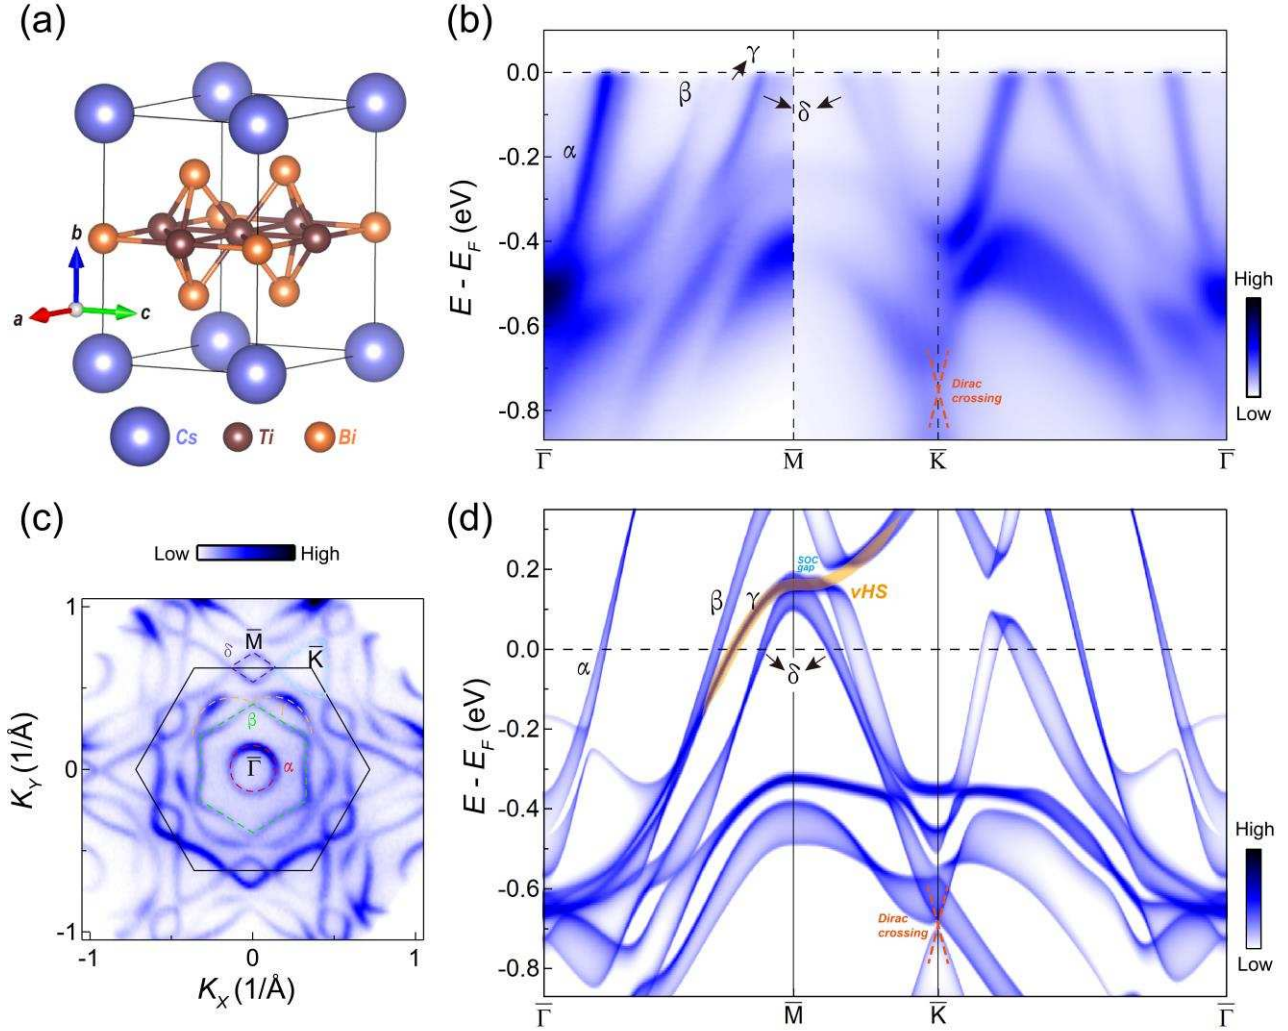 (a)
b
a
c
Cs
Ti
Bi
(b)
E - E_F (eV)
0.0
-0.2
-0.4
-0.6
-0.8
α
β
γ
δ
Dirac
crossing
Γ̅
M̅
K̅
Γ̅
High
Low
(c)
Low
High
K_Y (1/Å)
1
0
-1
δ
M̅
K̅
β
Γ̅
α
-1
0
1
K_X (1/Å)
(d)
E - E_F (eV)
0.2
0.0
-0.2
-0.4
-0.6
-0.8
α
β
γ
SOC
gap
vHS
δ
Dirac
crossing
Γ̅
M̅
K̅
Γ̅
High
Low